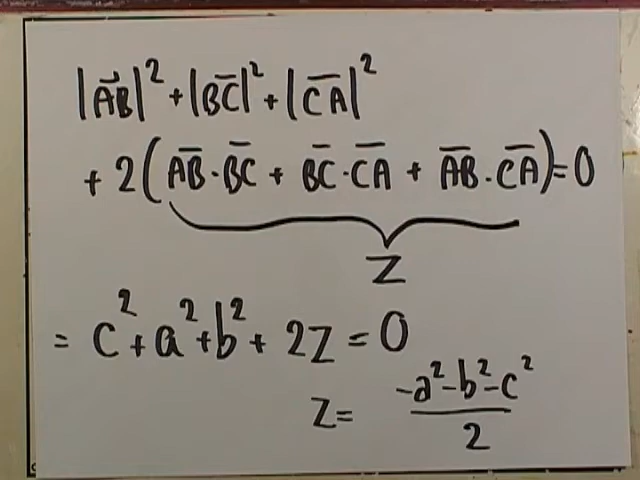 |AB|² + |BC|² + |CA|²
+ 2(AB · BC + BC · CA + AB · CA) = 0
Z
= c² + a² + b² + 2Z = 0
Z = (-a² - b² - c²) / 2